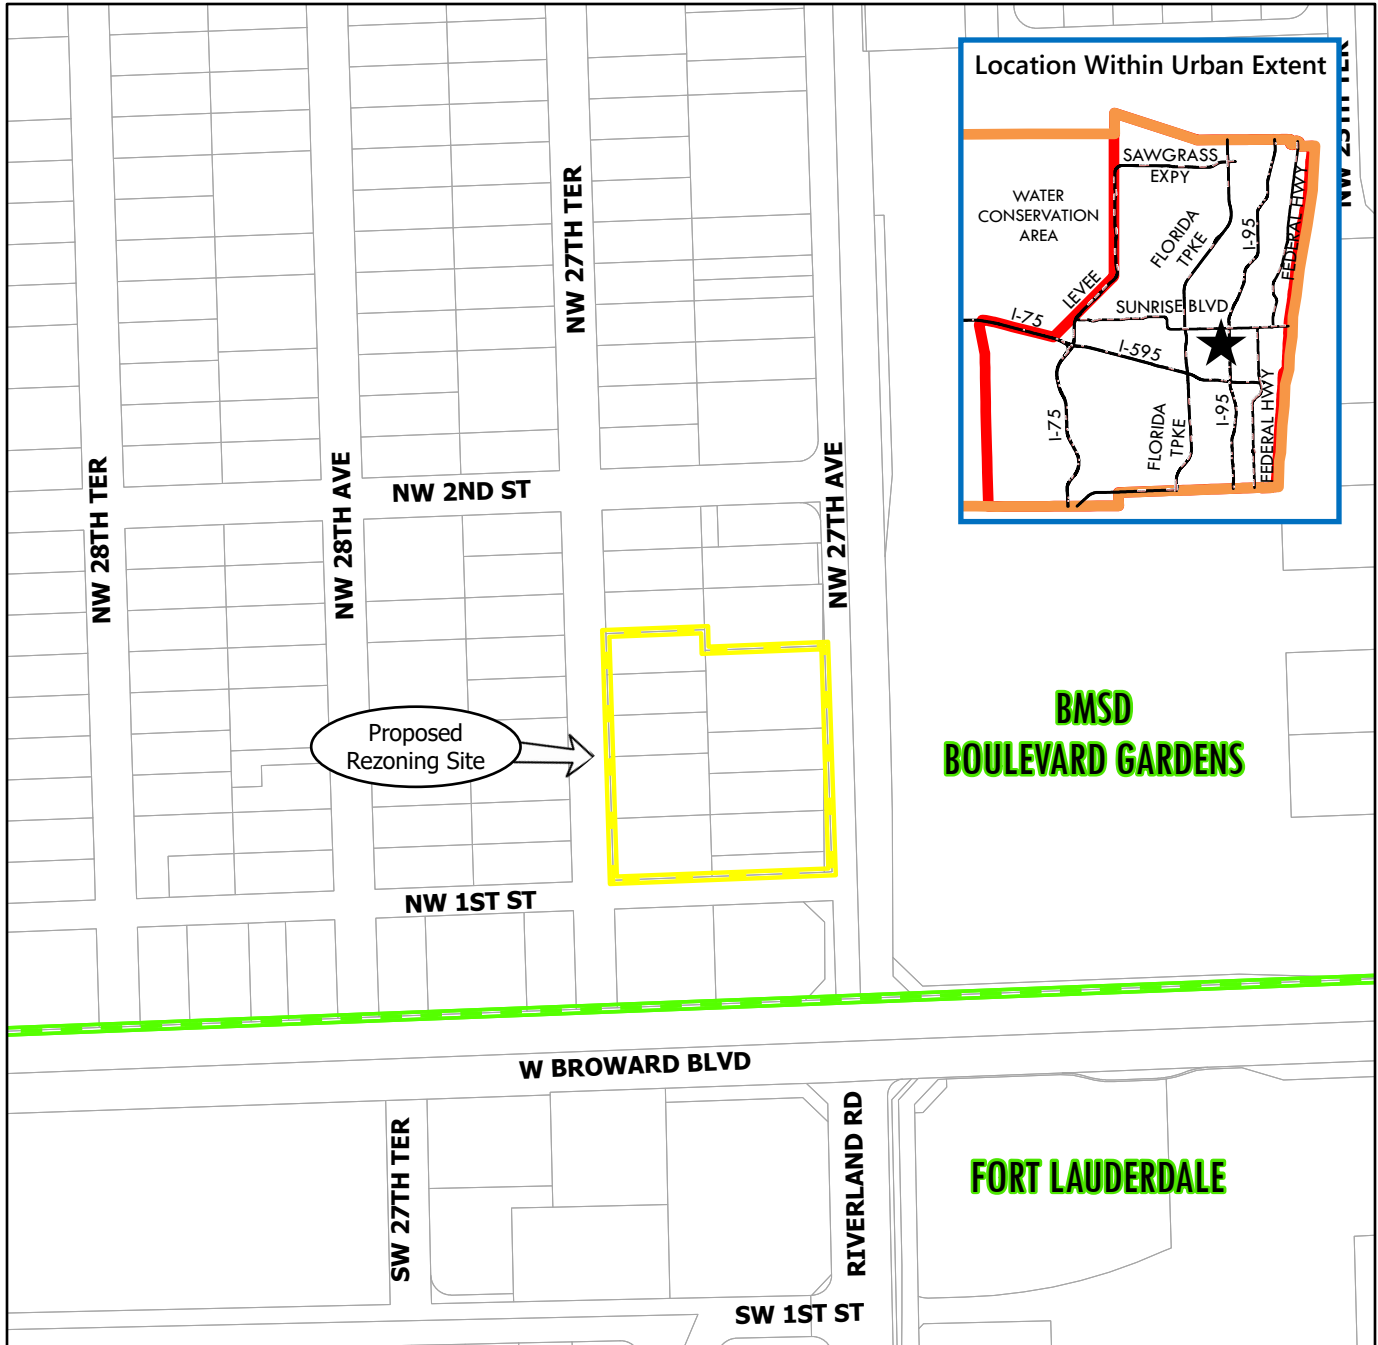 Location Within Urban Extent
SAWGRASS
EXPY
WATER
CONSERVATION
AREA
FLORIDA
TPKE
I-95
FEDERAL HWY
LEVEE
SUNRISE BLVD
I-75
I-595
I-75
FLORIDA
TPKE
I-95
FEDERAL HWY
NW 27TH TER
NW 28TH TER
NW 28TH AVE
NW 2ND ST
NW 27TH AVE
Proposed
Rezoning Site
BMSD
BOULEVARD GARDENS
NW 1ST ST
W BROWARD BLVD
SW 27TH TER
RIVERLAND RD
FORT LAUDERDALE
SW 1ST ST